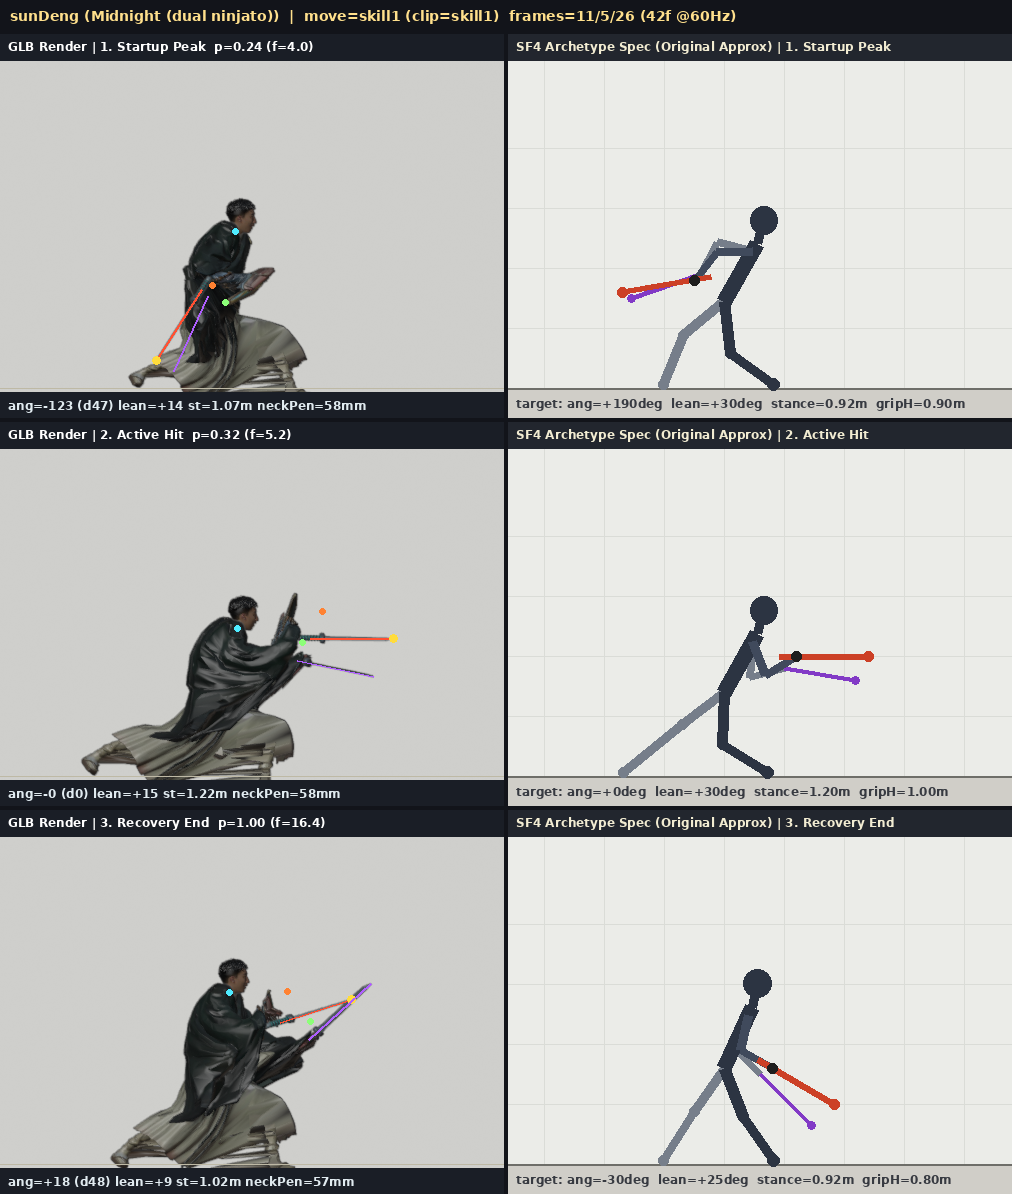 sunDeng (Midnight (dual ninjato))  |  move=skill1 (clip=skill1)  frames=11/5/26 (42f @60Hz)
GLB Render | 1. Startup Peak  p=0.24 (f=4.0)
SF4 Archetype Spec (Original Approx) | 1. Startup Peak
ang=-123 (d47) lean=+14 st=1.07m neckPen=58mm
target: ang=+190deg  lean=+30deg  stance=0.92m  gripH=0.90m
GLB Render | 2. Active Hit  p=0.32 (f=5.2)
SF4 Archetype Spec (Original Approx) | 2. Active Hit
ang=-0 (d0) lean=+15 st=1.22m neckPen=58mm
target: ang=+0deg  lean=+30deg  stance=1.20m  gripH=1.00m
GLB Render | 3. Recovery End  p=1.00 (f=16.4)
SF4 Archetype Spec (Original Approx) | 3. Recovery End
ang=+18 (d48) lean=+9 st=1.02m neckPen=57mm
target: ang=-30deg  lean=+25deg  stance=0.92m  gripH=0.80m